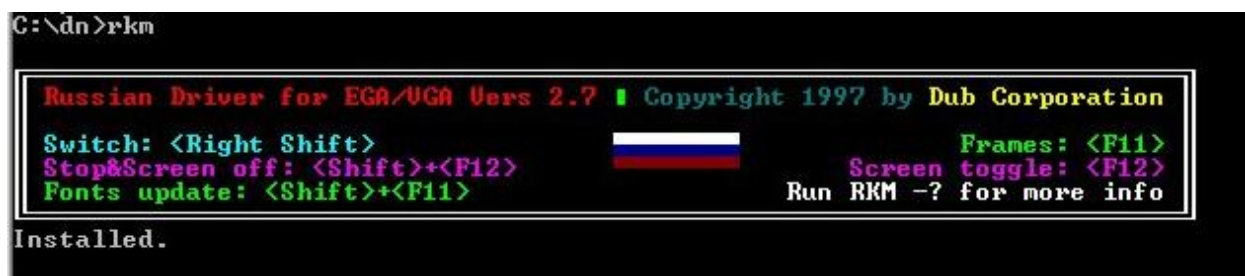 C:\dn>rkm
Russian Driver for EGA/VGA Vers 2.7 Copyright 1997 by Dub Corporation
Switch: <Right Shift> Frames: <F11>
Stop&Screen off: <Shift>+<F12> Screen toggle: <F12>
Fonts update: <Shift>+<F11> Run RKM -? for more info
Installed.